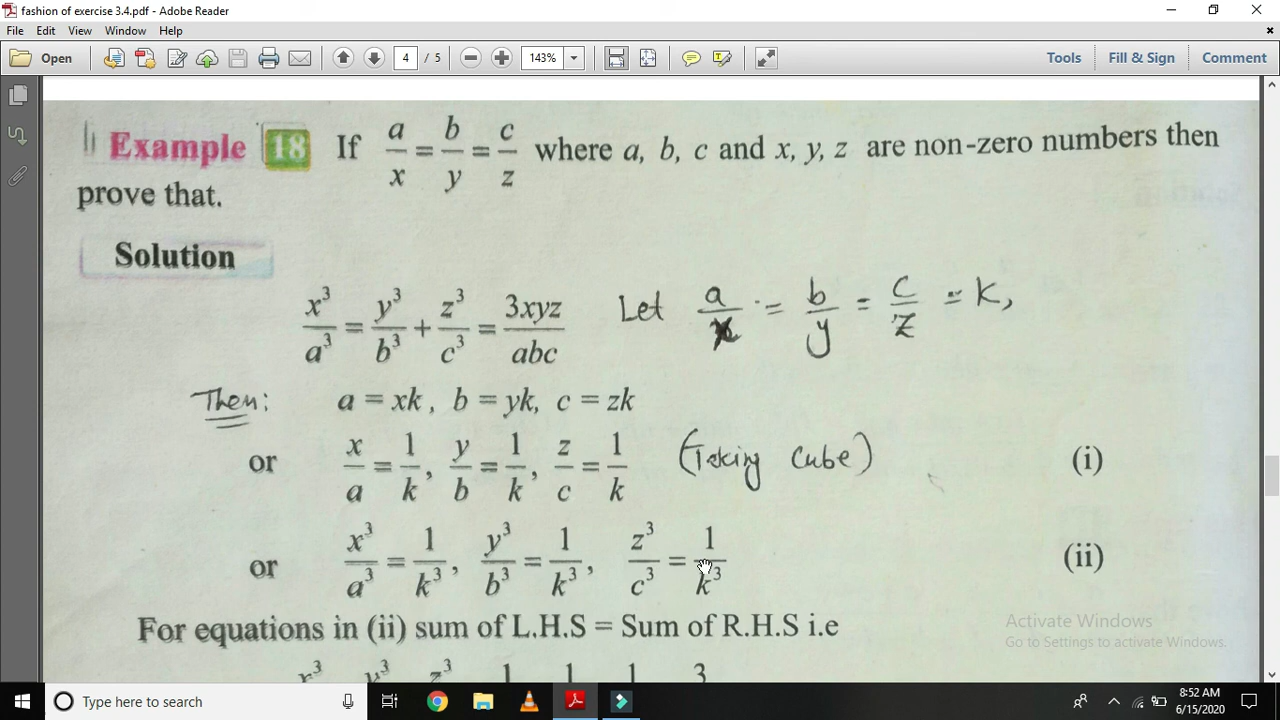 fashion of exercise 3.4.pdf - Adobe Reader
File Edit View Window Help
Open 4 / 5 143% Tools Fill & Sign Comment
Example 18 If a/x = b/y = c/z where a, b, c and x, y, z are non-zero numbers then
prove that.
Solution
x³/a³ = y³/b³ + z³/c³ = 3xyz/abc Let a/x = b/y = c/z = K,
Then: a = xk, b = yk, c = zk
or x/a = 1/k, y/b = 1/k, z/c = 1/k (Taking Cube) (i)
or x³/a³ = 1/k³, y³/b³ = 1/k³, z³/c³ = 1/k³ (ii)
For equations in (ii) sum of L.H.S = Sum of R.H.S i.e
Activate Windows
Go to Settings to activate Windows.
Type here to search
8:52 AM
6/15/2020